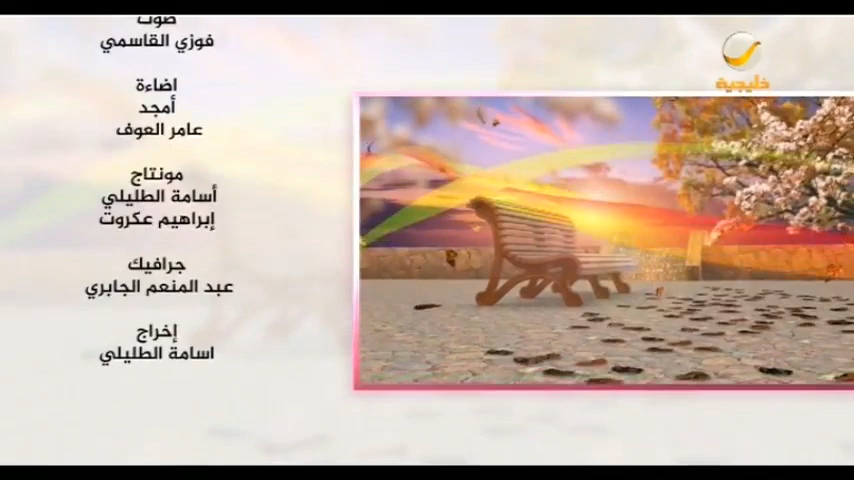 صوت
فوزي القاسمي
اضاءة
أمجد
عامر العوف
مونتاج
أسامة الطليلي
إبراهيم عكروت
جرافيك
عبد المنعم الجابري
إخراج
اسامة الطليلي
خليجية